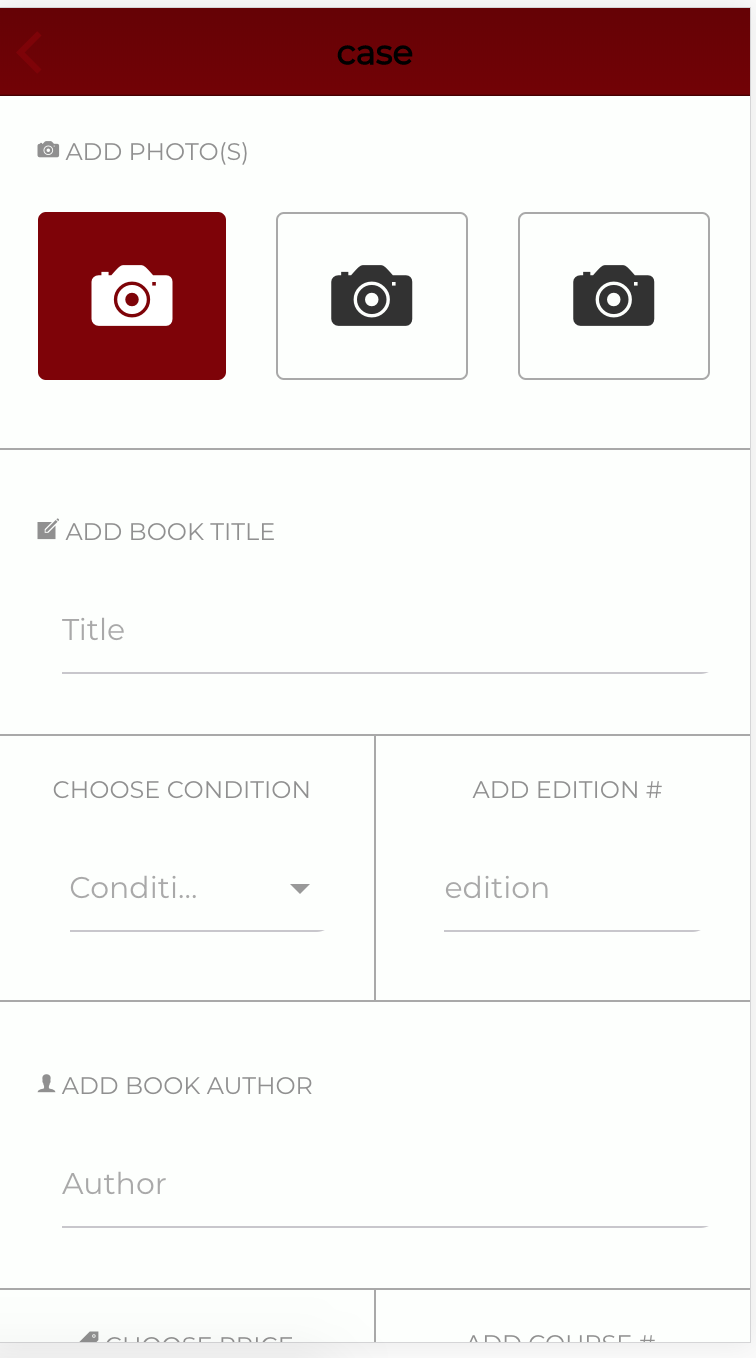 case
ADD PHOTO(S)
ADD BOOK TITLE
Title
CHOOSE CONDITION
ADD EDITION #
Conditi...
edition
ADD BOOK AUTHOR
Author
CHOOSE PRICE
ADD COURSE #